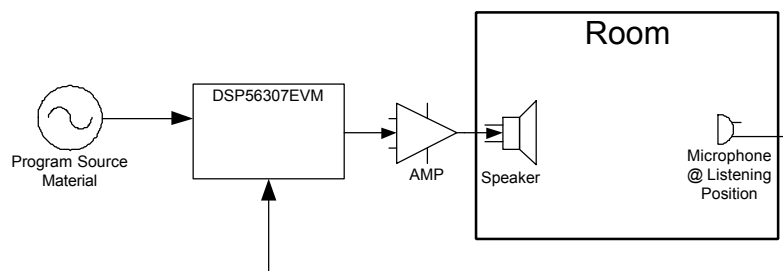 Room
DSP56307EVM
Program Source
Material
AMP
Speaker
Microphone
@ Listening
Position